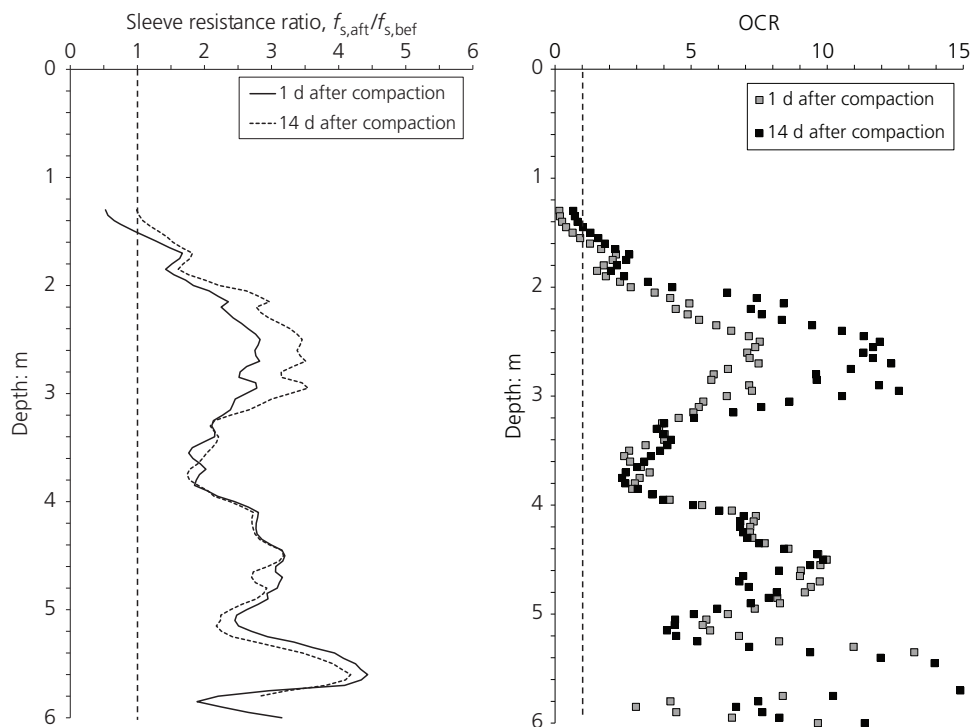 Sleeve resistance ratio, fs,aft/fs,bef
0 1 2 3 4 5 6
0
1 d after compaction
14 d after compaction
1
2
3
4
5
6
Depth: m
OCR
0 5 10 15
0
1 d after compaction
14 d after compaction
1
2
3
4
5
6
Depth: m